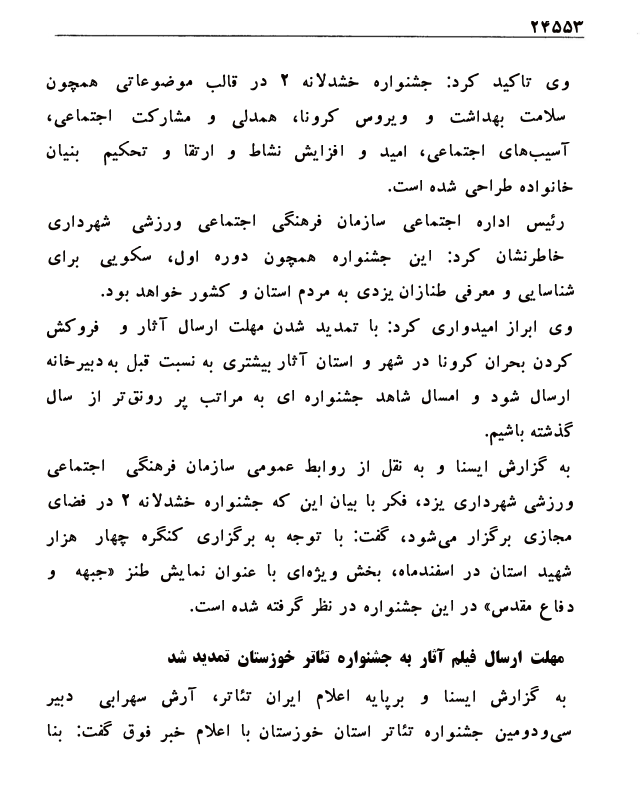 ۲۴۵۵۳
وی تاکید کرد: جشنواره خشدلانه ۲ در قالب موضوعاتی همچون
سلامت بهداشت و ویروس کرونا، همدلی و مشارکت اجتماعی،
آسیب‌های اجتماعی، امید و افزایش نشاط و ارتقا و تحکیم بنیان
خانواده طراحی شده است.
رئیس اداره اجتماعی سازمان فرهنگی اجتماعی ورزشی شهرداری
خاطرنشان کرد: این جشنواره همچون دوره اول، سکویی برای
شناسایی و معرفی طنازان یزدی به مردم استان و کشور خواهد بود.
وی ابراز امیدواری کرد: با تمدید شدن مهلت ارسال آثار و فروکش
کردن بحران کرونا در شهر و استان آثار بیشتری به نسبت قبل به دبیرخانه
ارسال شود و امسال شاهد جشنواره ای به مراتب پر رونق‌تر از سال
گذشته باشیم.
به گزارش ایسنا و به نقل از روابط عمومی سازمان فرهنگی اجتماعی
ورزشی شهرداری یزد، فکر با بیان این که جشنواره خشدلانه ۲ در فضای
مجازی برگزار می‌شود، گفت: با توجه به برگزاری کنگره چهار هزار
شهید استان در اسفندماه، بخش ویژه‌ای با عنوان نمایش طنز «جبهه و
دفاع مقدس» در این جشنواره در نظر گرفته شده است.
مهلت ارسال فیلم آثار به جشنواره تئاتر خوزستان تمدید شد
به گزارش ایسنا و برپایه اعلام ایران تئاتر، آرش سهرابی دبیر
سی‌ودومین جشنواره تئاتر استان خوزستان با اعلام خبر فوق گفت: بنا